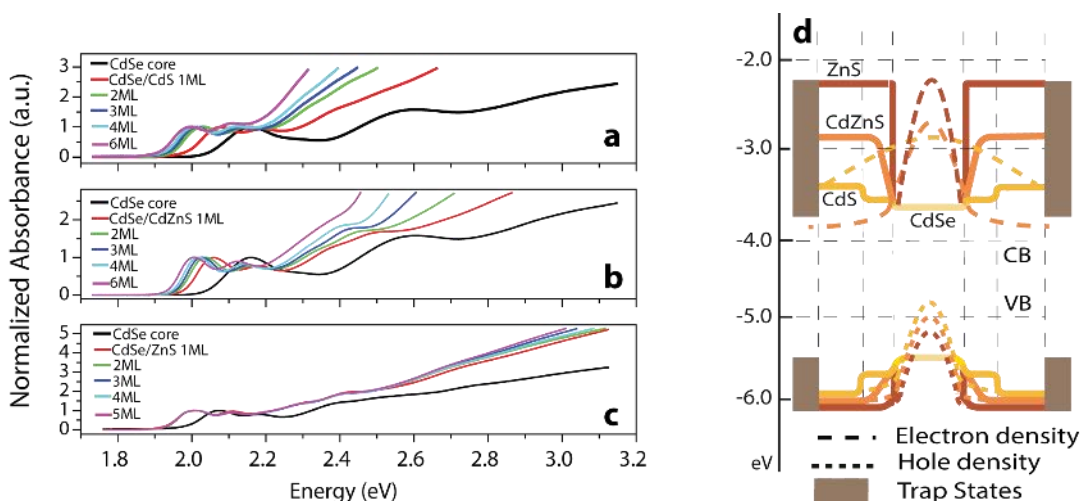 Normalized Absorbance (a.u.)
3
2
1
0
CdSe core
CdSe/CdS 1ML
2ML
3ML
4ML
6ML
a
2
1
0
CdSe core
CdSe/CdZnS 1ML
2ML
3ML
4ML
6ML
b
5
4
3
2
1
0
CdSe core
CdSe/ZnS 1ML
2ML
3ML
4ML
5ML
c
1.8 2.0 2.2 2.4 2.6 2.8 3.0 3.2
Energy (eV)
d
-2.0
-3.0
-4.0
-5.0
-6.0
eV
ZnS
CdZnS
CdS
CdSe
CB
VB
Electron density
Hole density
Trap States